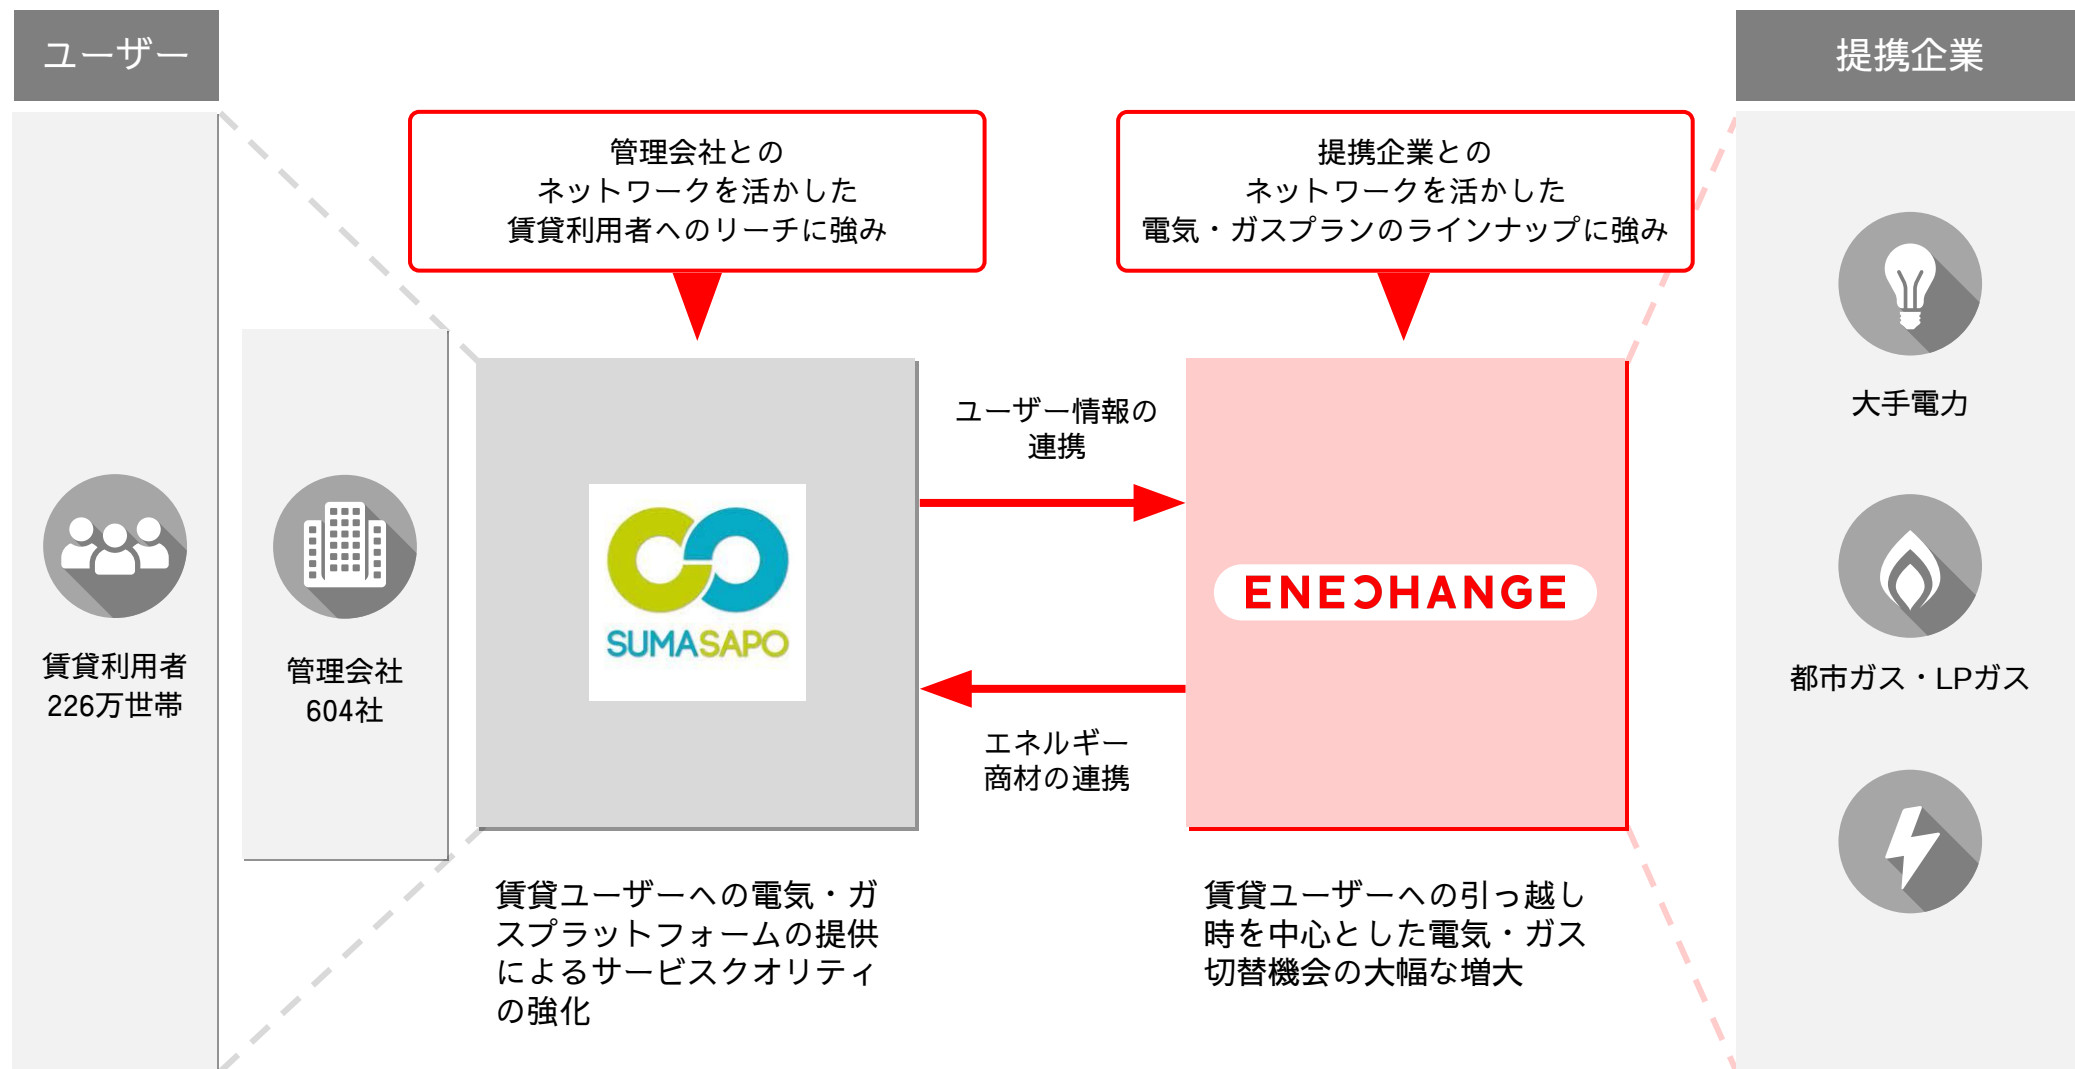 ユーザー
提携企業
管理会社との
ネットワークを活かした
賃貸利用者へのリーチに強み
提携企業との
ネットワークを活かした
電気・ガスプランのラインナップに強み
賃貸利用者
226万世帯
管理会社
604社
SUMASAPO
ユーザー情報の
連携
エネルギー
商材の連携
ENECHANGE
大手電力
都市ガス・LPガス
賃貸ユーザーへの電気・ガ
スプラットフォームの提供
によるサービスクオリティ
の強化
賃貸ユーザーへの引っ越し
時を中心とした電気・ガス
切替機会の大幅な増大